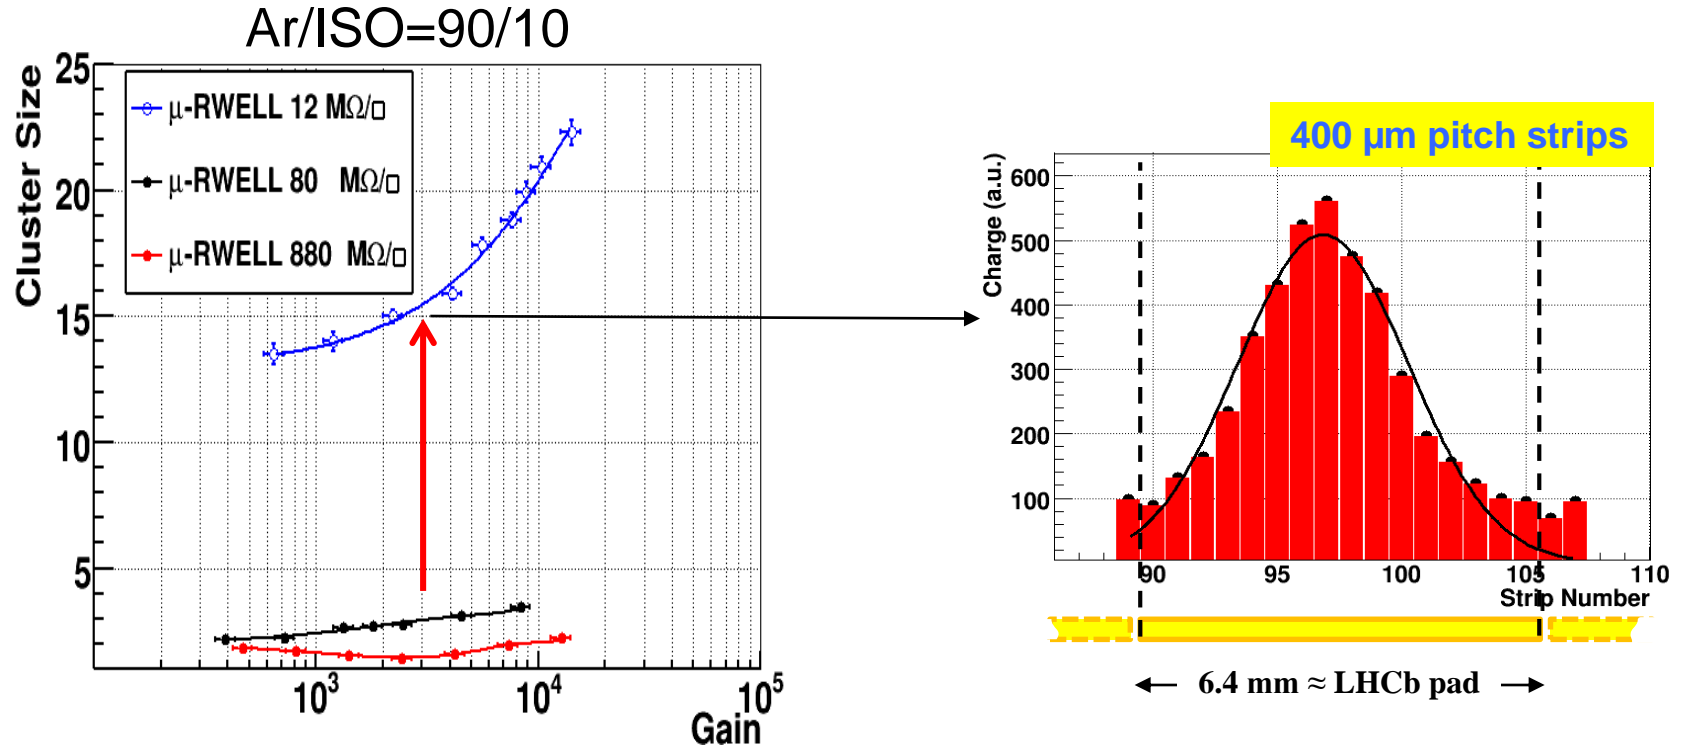 Ar/ISO=90/10
Cluster Size
25
20
15
10
5
μ-RWELL 12 MΩ/□
μ-RWELL 80 MΩ/□
μ-RWELL 880 MΩ/□
10³
10⁴
10⁵
Gain
400 µm pitch strips
Charge (a.u.)
600
500
400
300
200
100
90
95
100
105
110
Strip Number
6.4 mm ≈ LHCb pad